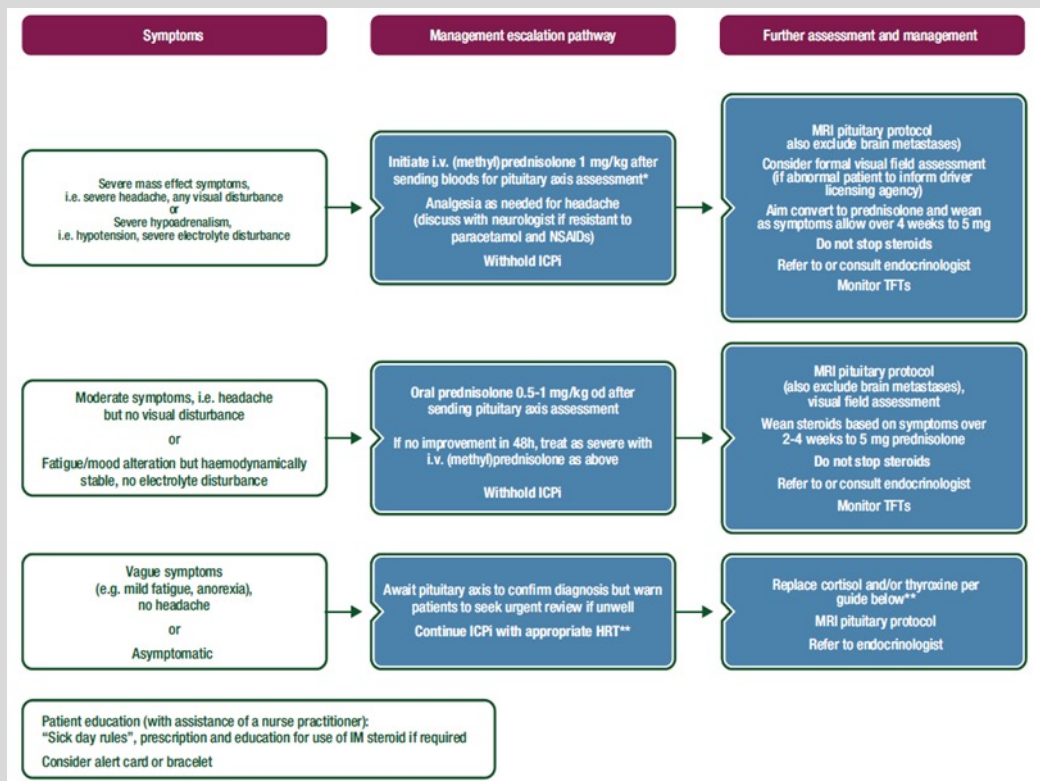 Symptoms
Management escalation pathway
Further assessment and management
Severe mass effect symptoms,
i.e. severe headache, any visual disturbance
or
Severe hypoadrenalism,
i.e. hypotension, severe electrolyte disturbance
Initiate i.v. (methyl)prednisolone 1 mg/kg after
sending bloods for pituitary axis assessment*
Analgesia as needed for headache
(discuss with neurologist if resistant to
paracetamol and NSAIDs)
Withhold ICPi
MRI pituitary protocol
also exclude brain metastases)
Consider formal visual field assessment
(if abnormal patient to inform driver
licensing agency)
Aim convert to prednisolone and wean
as symptoms allow over 4 weeks to 5 mg
Do not stop steroids
Refer to or consult endocrinologist
Monitor TFTs
Moderate symptoms, i.e. headache
but no visual disturbance
or
Fatigue/mood alteration but haemodynamically
stable, no electrolyte disturbance
Oral prednisolone 0.5-1 mg/kg od after
sending pituitary axis assessment
If no improvement in 48h, treat as severe with
i.v. (methyl)prednisolone as above
Withhold ICPi
MRI pituitary protocol
(also exclude brain metastases),
visual field assessment
Wean steroids based on symptoms over
2-4 weeks to 5 mg prednisolone
Do not stop steroids
Refer to or consult endocrinologist
Monitor TFTs
Vague symptoms
(e.g. mild fatigue, anorexia),
no headache
or
Asymptomatic
Await pituitary axis to confirm diagnosis but warn
patients to seek urgent review if unwell
Continue ICPi with appropriate HRT**
Replace cortisol and/or thyroxine per
guide below**
MRI pituitary protocol
Refer to endocrinologist
Patient education (with assistance of a nurse practitioner):
“Sick day rules”, prescription and education for use of IM steroid if required
Consider alert card or bracelet